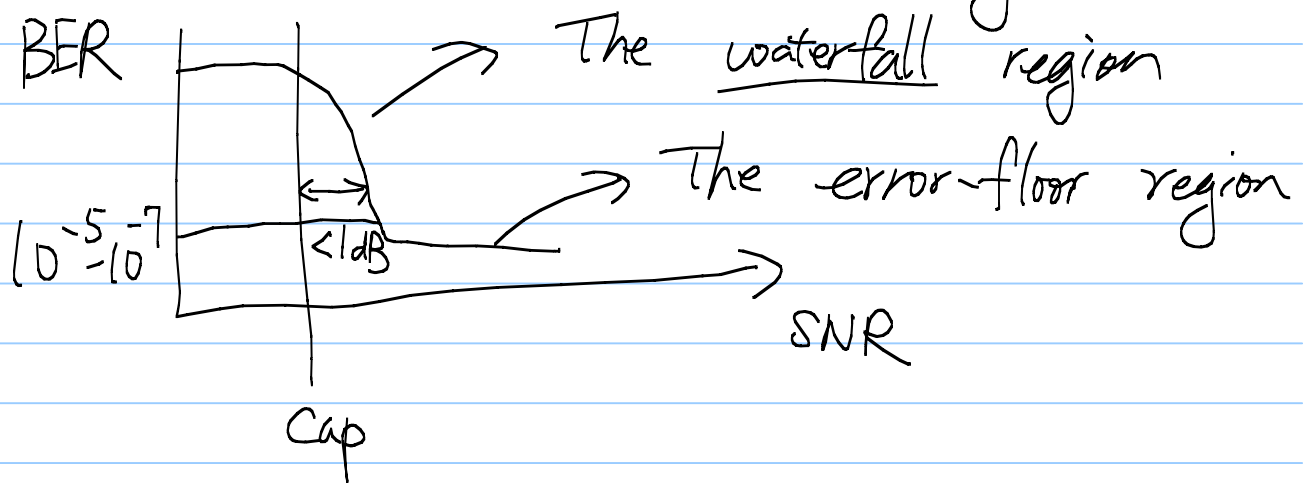 BER
The waterfall region
The error-floor region
10^-5-10^-7
<1dB
SNR
Cap